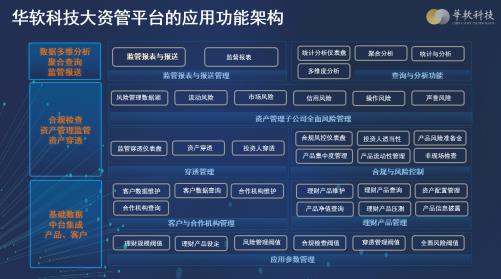 华软科技大资管平台的应用功能架构
华软科技
数据多维分析
聚合查询
监管报送
监管报表与报送
监管报表
监管报表与报送管理
统计分析仪表盘
聚合分析
统计与分析
多维度分析
查询与分析功能
合规检查
资产管理监管
资产穿透
风险管理数据湖
流动风险
市场风险
信用风险
操作风险
声誉风险
资产管理子公司全面风险管理
监管穿透仪表盘
资产穿透
投资人穿透
穿透管理
合规风控仪表盘
投资人适当性
产品风险准备金
产品集中度管理
产品流动性管理
非现场检查
合规与风险控制
基础数据
中台集成
产品、客户
客户数据维护
客户数据查询
合作机构维护
合作机构查询
客户与合作机构管理
理财产品维护
理财产品查询
资产配置管理
产品净值查询
理财产品压测
产品信息披露
理财产品管理
理财规模阀值
理财产品设定
风险管理阀值
合规检查阀值
穿透管理阀值
全面风险阀值
应用参数管理